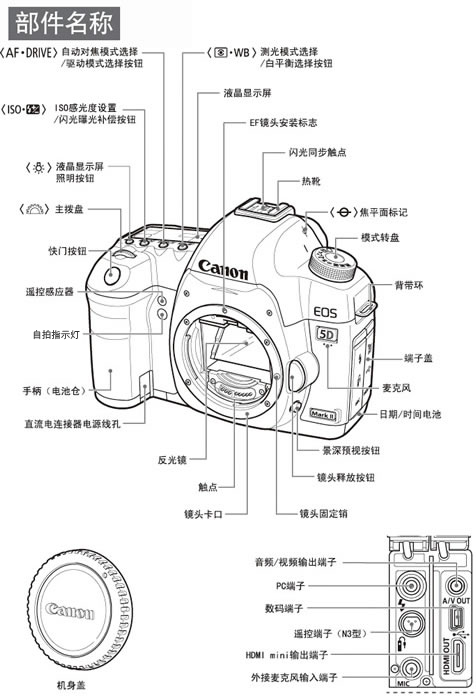 部件名称
〈AF•DRIVE〉自动对焦模式选择
/驱动模式选择按钮
〈•WB〉测光模式选择
/白平衡选择按钮
液晶显示屏
〈ISO•〉ISO感光度设置
/闪光曝光补偿按钮
EF镜头安装标志
闪光同步触点
〈〉液晶显示屏
照明按钮
热靴
〈〉主拨盘
〈〉焦平面标记
模式转盘
快门按钮
Canon
背带环
遥控感应器
EOS
5D
自拍指示灯
端子盖
手柄（电池仓）
麦克风
Mark II
日期/时间电池
直流电连接器电源线孔
景深预视按钮
反光镜
镜头释放按钮
触点
镜头卡口
镜头固定销
音频/视频输出端子
PC端子
A/V OUT
数码端子
遥控端子（N3型）
HDMI mini输出端子
HDMI OUT
外接麦克风输入端子
MIC
Canon
机身盖